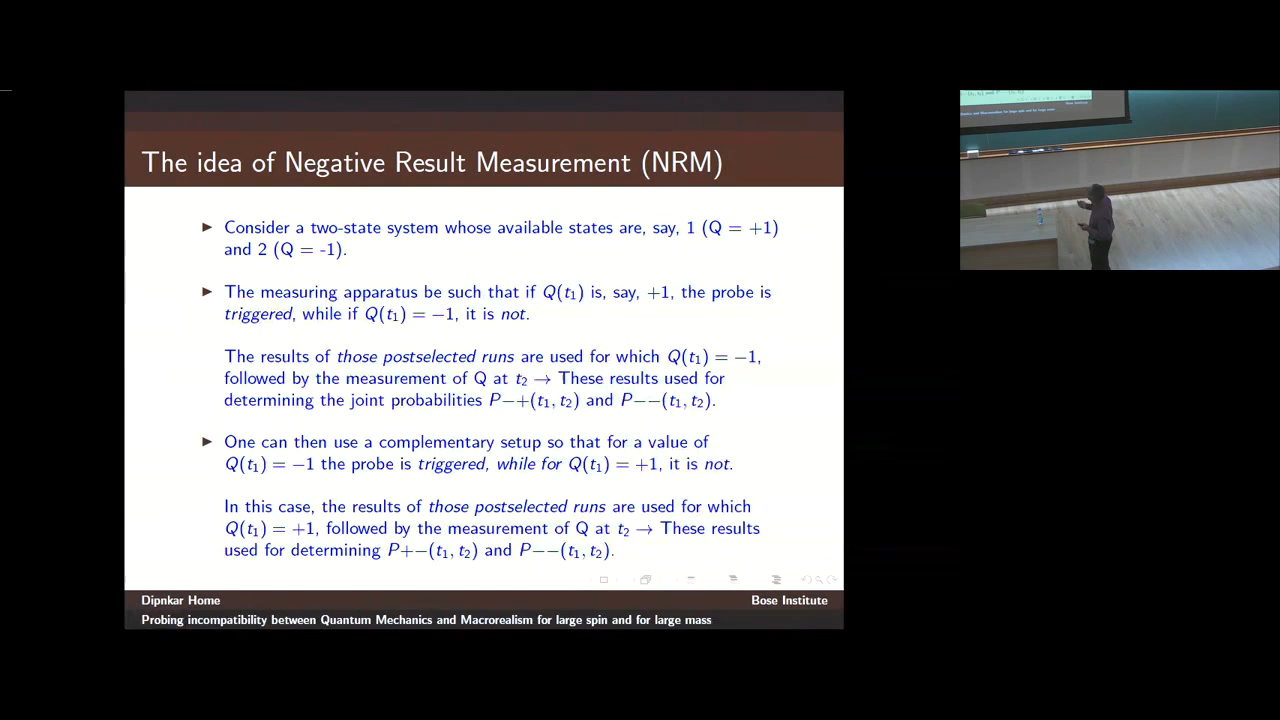 The idea of Negative Result Measurement (NRM)
▶ Consider a two-state system whose available states are, say, 1 (Q = +1)
and 2 (Q = -1).
▶ The measuring apparatus be such that if Q(t₁) is, say, +1, the probe is
triggered, while if Q(t₁) = −1, it is not.
The results of those postselected runs are used for which Q(t₁) = −1,
followed by the measurement of Q at t₂ → These results used for
determining the joint probabilities P−+(t₁, t₂) and P−−(t₁, t₂).
▶ One can then use a complementary setup so that for a value of
Q(t₁) = −1 the probe is triggered, while for Q(t₁) = +1, it is not.
In this case, the results of those postselected runs are used for which
Q(t₁) = +1, followed by the measurement of Q at t₂ → These results
used for determining P+−(t₁, t₂) and P−−(t₁, t₂).
Dipnkar Home
Bose Institute
Probing incompatibility between Quantum Mechanics and Macrorealism for large spin and for large mass